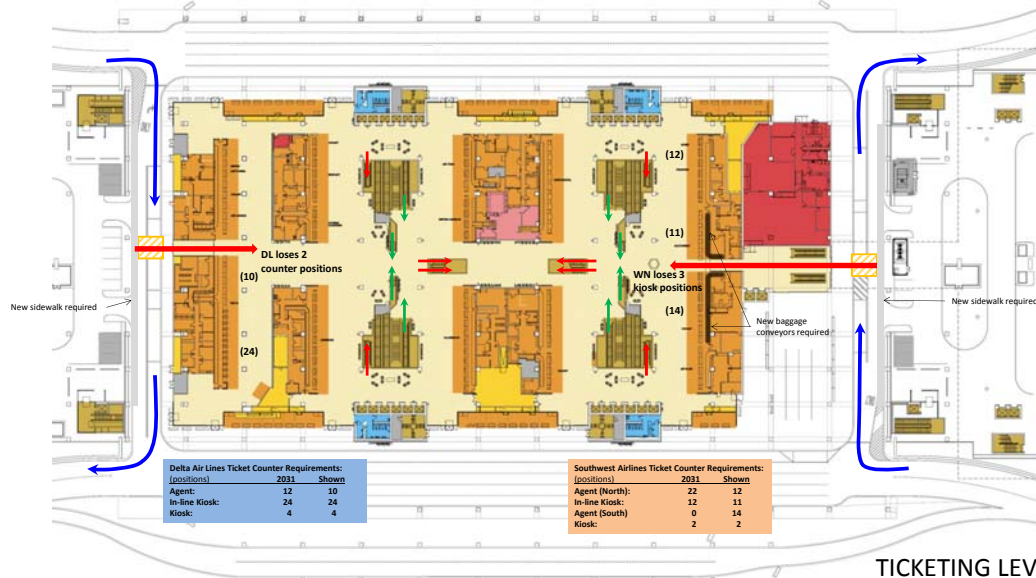 (12)
(11)
DL loses 2
counter positions
WN loses 3
kiosk positions
(10)
(14)
New sidewalk required
New sidewalk required
New baggage
conveyors required
(24)
Delta Air Lines Ticket Counter Requirements:
(positions) 2031 Shown
Agent: 12 10
In-line Kiosk: 24 24
Kiosk: 4 4
Southwest Airlines Ticket Counter Requirements:
(positions) 2031 Shown
Agent (North): 22 12
In-line Kiosk: 12 11
Agent (South) 0 14
Kiosk: 2 2
TICKETING LEV